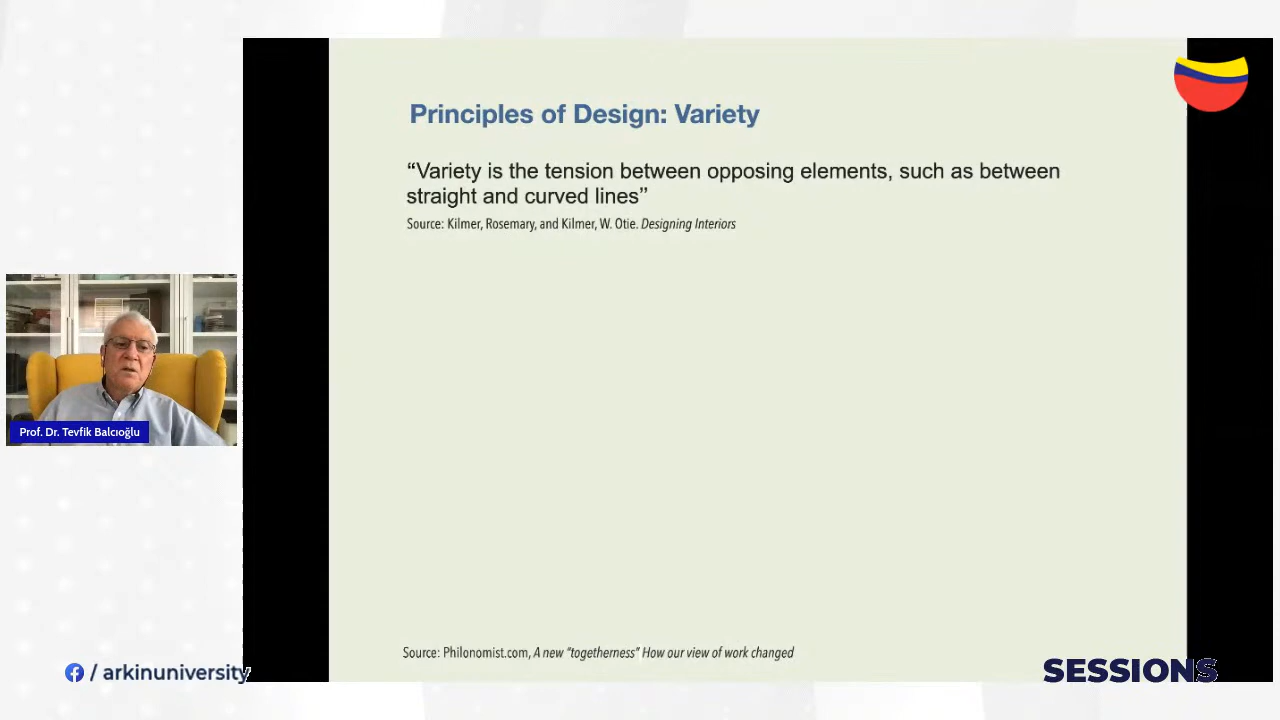 Principles of Design: Variety
“Variety is the tension between opposing elements, such as between
straight and curved lines”
Source: Kilmer, Rosemary, and Kilmer, W. Otie. Designing Interiors
Prof. Dr. Tevfik Balcıoğlu
Source: Philonomist.com, A new “togetherness” How our view of work changed
/ arkinuniversity
SESSIONS